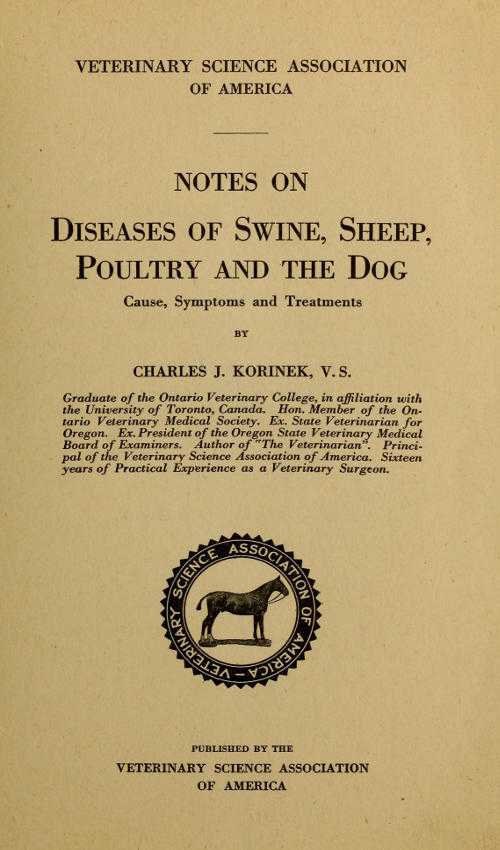 VETERINARY SCIENCE ASSOCIATION
OF AMERICA
NOTES ON
DISEASES OF SWINE, SHEEP,
POULTRY AND THE DOG
Cause, Symptoms and Treatments
BY
CHARLES J. KORINEK, V. S.
Graduate of the Ontario Veterinary College, in affiliation with
the University of Toronto, Canada. Hon. Member of the On-
tario Veterinary Medical Society. Ex. State Veterinarian for
Oregon. Ex. President of the Oregon State Veterinary Medical
Board of Examiners. Author of "The Veterinarian". Princi-
pal of the Veterinary Science Association of America. Sixteen
years of Practical Experience as a Veterinary Surgeon.
VETERINARY SCIENCE ASSOCIATION OF AMERICA
PUBLISHED BY THE
VETERINARY SCIENCE ASSOCIATION
OF AMERICA